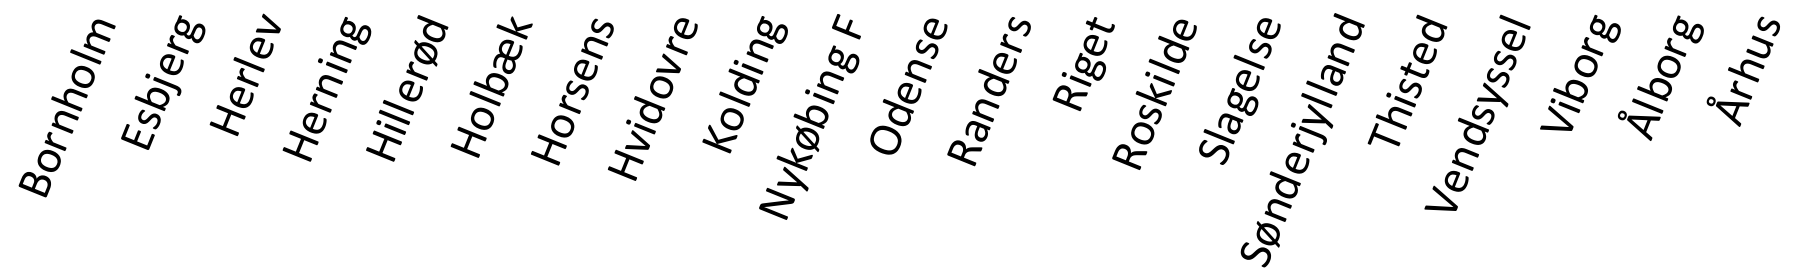 Bornholm
Esbjerg
Herlev
Herning
Hillerød
Holbæk
Horsens
Hvidovre
Kolding
Nykøbing F
Odense
Randers
Riget
Roskilde
Slagelse
Sønderjylland
Thisted
Vendsyssel
Viborg
Ålborg
Århus